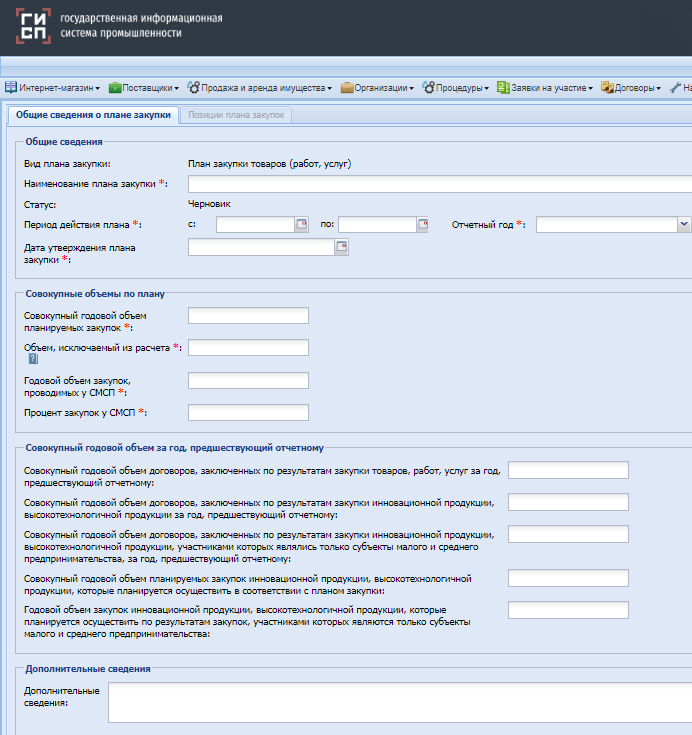 ГИСП
государственная информационная
система промышленности
Интернет-магазин Поставщики Продажа и аренда имущества Организации Процедуры Заявки на участие Договоры На
Общие сведения о плане закупки Позиции плана закупок
Общие сведения
Вид плана закупки: План закупки товаров (работ, услуг)
Наименование плана закупки *:
Статус: Черновик
Период действия плана *: с: по: Отчетный год *:
Дата утверждения плана
закупки *:
Совокупные объемы по плану
Совокупный годовой объем
планируемых закупок *:
Объем, исключаемый из расчета *:
?
Годовой объем закупок,
проводимых у СМСП *:
Процент закупок у СМСП *:
Совокупный годовой объем за год, предшествующий отчетному
Совокупный годовой объем договоров, заключенных по результатам закупки товаров, работ, услуг за год,
предшествующий отчетному:
Совокупный годовой объем договоров, заключенных по результатам закупки инновационной продукции,
высокотехнологичной продукции за год, предшествующий отчетному:
Совокупный годовой объем договоров, заключенных по результатам закупки инновационной продукции,
высокотехнологичной продукции, участниками которых являлись только субъекты малого и среднего
предпринимательства, за год, предшествующий отчетному:
Совокупный годовой объем планируемых закупок инновационной продукции, высокотехнологичной
продукции, которые планируется осуществить в соответствии с планом закупки:
Годовой объем закупок инновационной продукции, высокотехнологичной продукции, которые
планируется осуществить по результатам закупок, участниками которых являются только субъекты
малого и среднего предпринимательства:
Дополнительные сведения
Дополнительные
сведения: